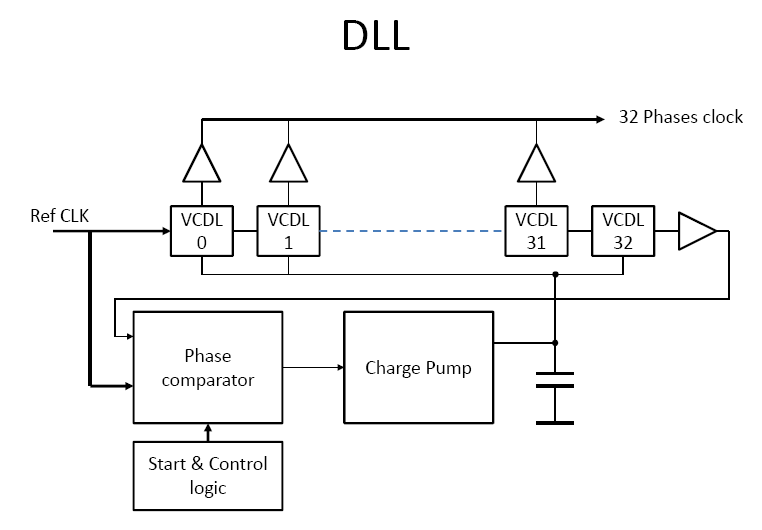 DLL
32 Phases clock
Ref CLK
VCDL
0
VCDL
1
VCDL
31
VCDL
32
Phase
comparator
Charge Pump
Start & Control
logic